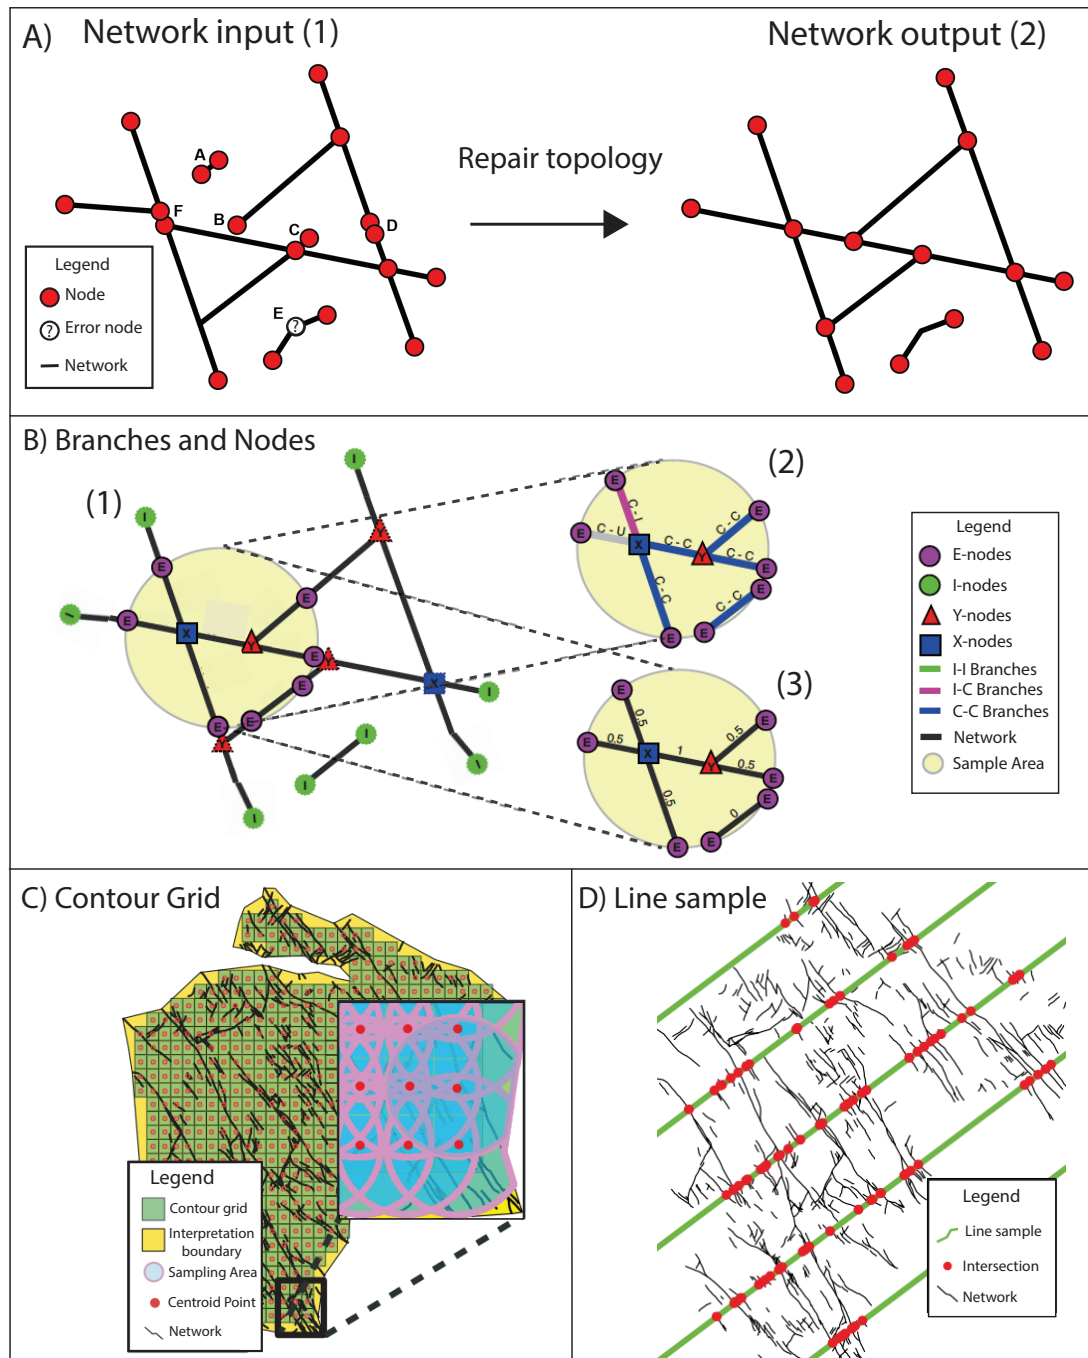 A)
Network input (1)
Network output (2)
A
F
B
C
D
E
?
Repair topology
Legend
Node
? Error node
Network
B) Branches and Nodes
(1)
I
I
I
E
E
E
X
Y
Y
E
Y
E
E
E
Y
X
I
I
I
I
I
(2)
E
E
E
E
E
E
E
X
Y
C - I
C - U
C - C
C - C
C - C
C - C
C - C
(3)
E
E
E
E
E
E
E
X
Y
0.5
0.5
1
0.5
0.5
0.5
0
Legend
E-nodes
I-nodes
Y-nodes
X-nodes
I-I Branches
I-C Branches
C-C Branches
Network
Sample Area
C) Contour Grid
Legend
Contour grid
Interpretation
boundary
Sampling Area
Centroid Point
Network
D) Line sample
Legend
Line sample
Intersection
Network